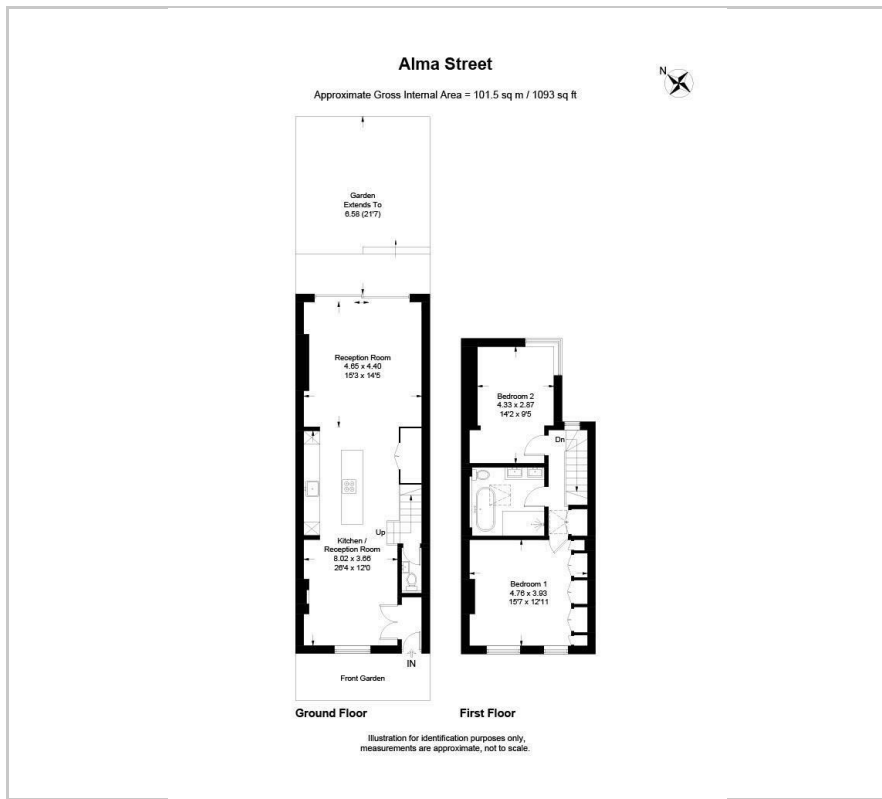 Alma Street
N
Approximate Gross Internal Area = 101.5 sq m / 1093 sq ft
Garden
Extends To
6.58 (21'7)
Reception Room
4.65 x 4.40
15'3 x 14'5
Kitchen /
Reception Room
8.02 x 3.66
26'4 x 12'0
Up
IN
Front Garden
Ground Floor
Bedroom 2
4.33 x 2.87
14'2 x 9'5
Dn
Bedroom 1
4.76 x 3.93
15'7 x 12'11
First Floor
Illustration for identification purposes only,
measurements are approximate, not to scale.